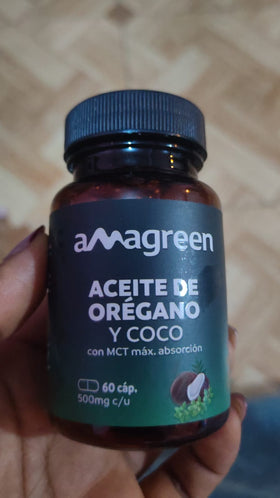 amagreen
ACEITE DE
ORÉGANO
Y COCO
con MCT máx. absorción
60 cáp.
500mg c/u